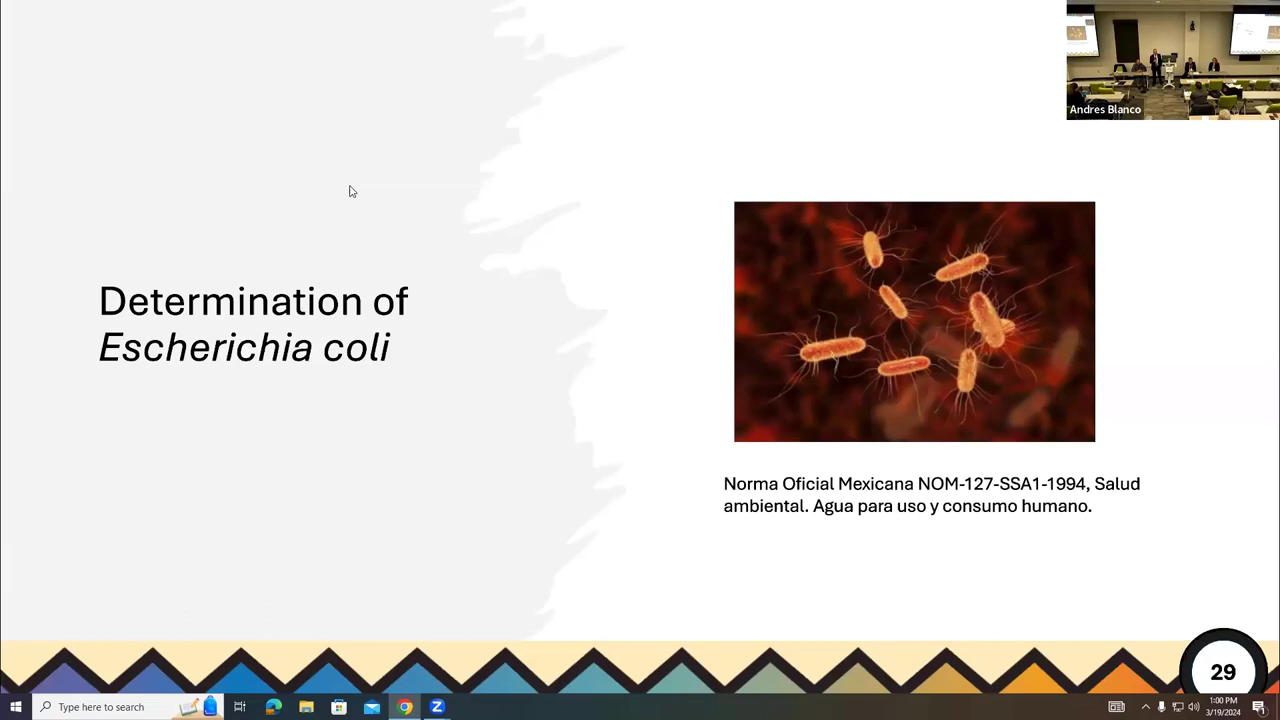 Andres Blanco
Determination of
Escherichia coli
Norma Oficial Mexicana NOM-127-SSA1-1994, Salud
ambiental. Agua para uso y consumo humano.
29
Type here to search
1:00 PM
3/19/2024